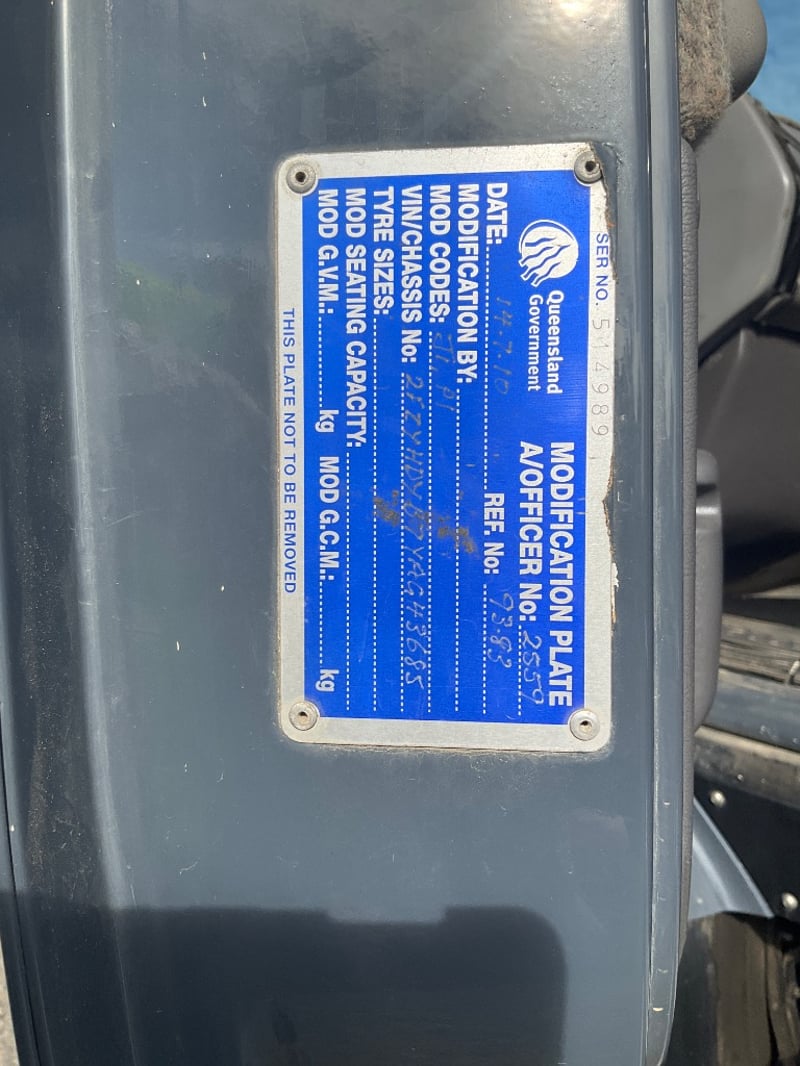 SER NO. 514989
Queensland
Government
MODIFICATION PLATE
A/OFFICER No: 2559
DATE: 14-7-10 REF. No: 9383
MODIFICATION BY:
MOD CODES: J1, P1
VIN/CHASSIS No:
TYRE SIZES:
MOD SEATING CAPACITY:
MOD G.V.M.: kg MOD G.C.M.: kg
THIS PLATE NOT TO BE REMOVED